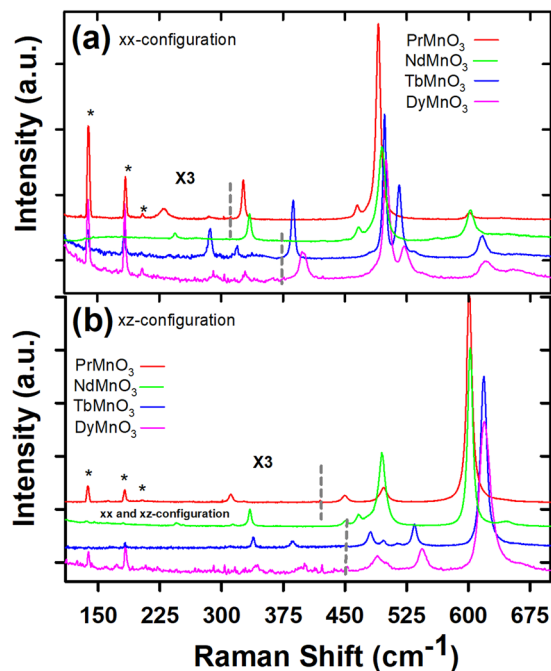 (a) xx-configuration
PrMnO₃
NdMnO₃
TbMnO₃
DyMnO₃
*
*
*
X3
Intensity (a.u.)
(b) xz-configuration
PrMnO₃
NdMnO₃
TbMnO₃
DyMnO₃
X3
*
*
*
xx and xz-configuration
Intensity (a.u.)
150 225 300 375 450 525 600 675
Raman Shift (cm⁻¹)